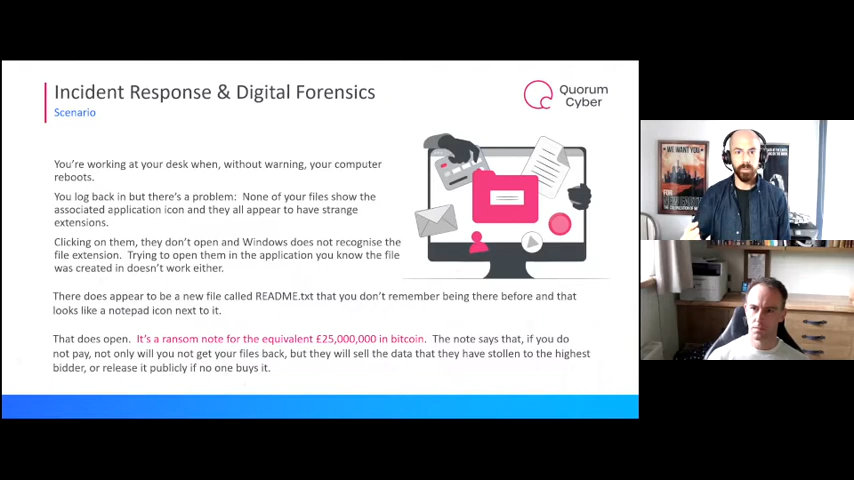 Incident Response & Digital Forensics
Scenario
Quorum
Cyber
You're working at your desk when, without warning, your computer
reboots.
You log back in but there's a problem: None of your files show the
associated application icon and they all appear to have strange
extensions.
Clicking on them, they don't open and Windows does not recognise the
file extension. Trying to open them in the application you know the file
was created in doesn't work either.
There does appear to be a new file called README.txt that you don't remember being there before and that
looks like a notepad icon next to it.
That does open. It's a ransom note for the equivalent £25,000,000 in bitcoin. The note says that, if you do
not pay, not only will you not get your files back, but they will sell the data that they have stollen to the highest
bidder, or release it publicly if no one buys it.
WE WANT YOU